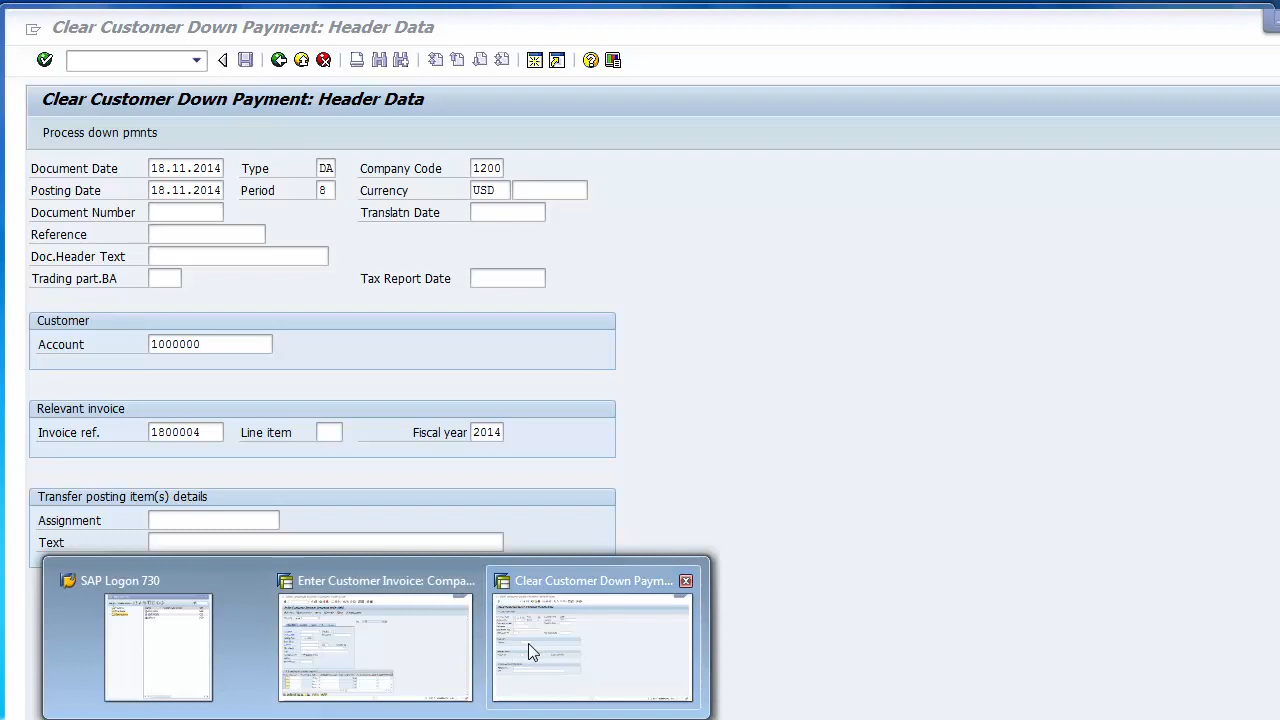 Clear Customer Down Payment: Header Data
Clear Customer Down Payment: Header Data
Process down pmnts
Document Date 18.11.2014 Type DA Company Code 1200
Posting Date 18.11.2014 Period 8 Currency USD
Document Number Translatn Date
Reference
Doc.Header Text
Trading part.BA Tax Report Date
Customer
Account 1000000
Relevant invoice
Invoice ref. 1800004 Line item Fiscal year 2014
Transfer posting item(s) details
Assignment
Text
SAP Logon 730 Enter Customer Invoice: Compa... Clear Customer Down Paym...